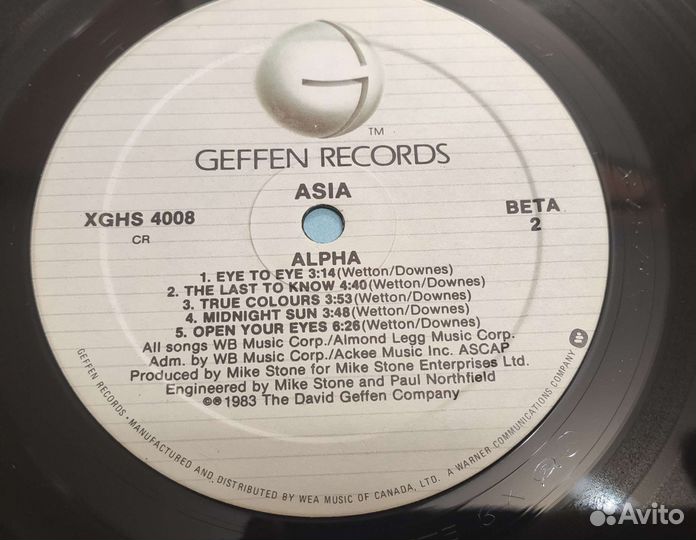 G
TM
GEFFEN RECORDS
ASIA
XGHS 4008
CR
BETA
2
ALPHA
1. EYE TO EYE 3:14 (Wetton/Downes)
2. THE LAST TO KNOW 4:40 (Wetton/Downes)
3. TRUE COLOURS 3:53 (Wetton/Downes)
4. MIDNIGHT SUN 3:48 (Wetton/Downes)
5. OPEN YOUR EYES 6:26 (Wetton/Downes)
All songs WB Music Corp./Almond Legg Music Corp.
Adm. by WB Music Corp./Ackee Music Inc. ASCAP
Produced by Mike Stone for Mike Stone Enterprises Ltd.
Engineered by Mike Stone and Paul Northfield
©℗ 1983 The David Geffen Company
GEFFEN RECORDS • MANUFACTURED AND DISTRIBUTED BY WEA MUSIC OF CANADA, LTD. A WARNER COMMUNICATIONS COMPANY
Avito